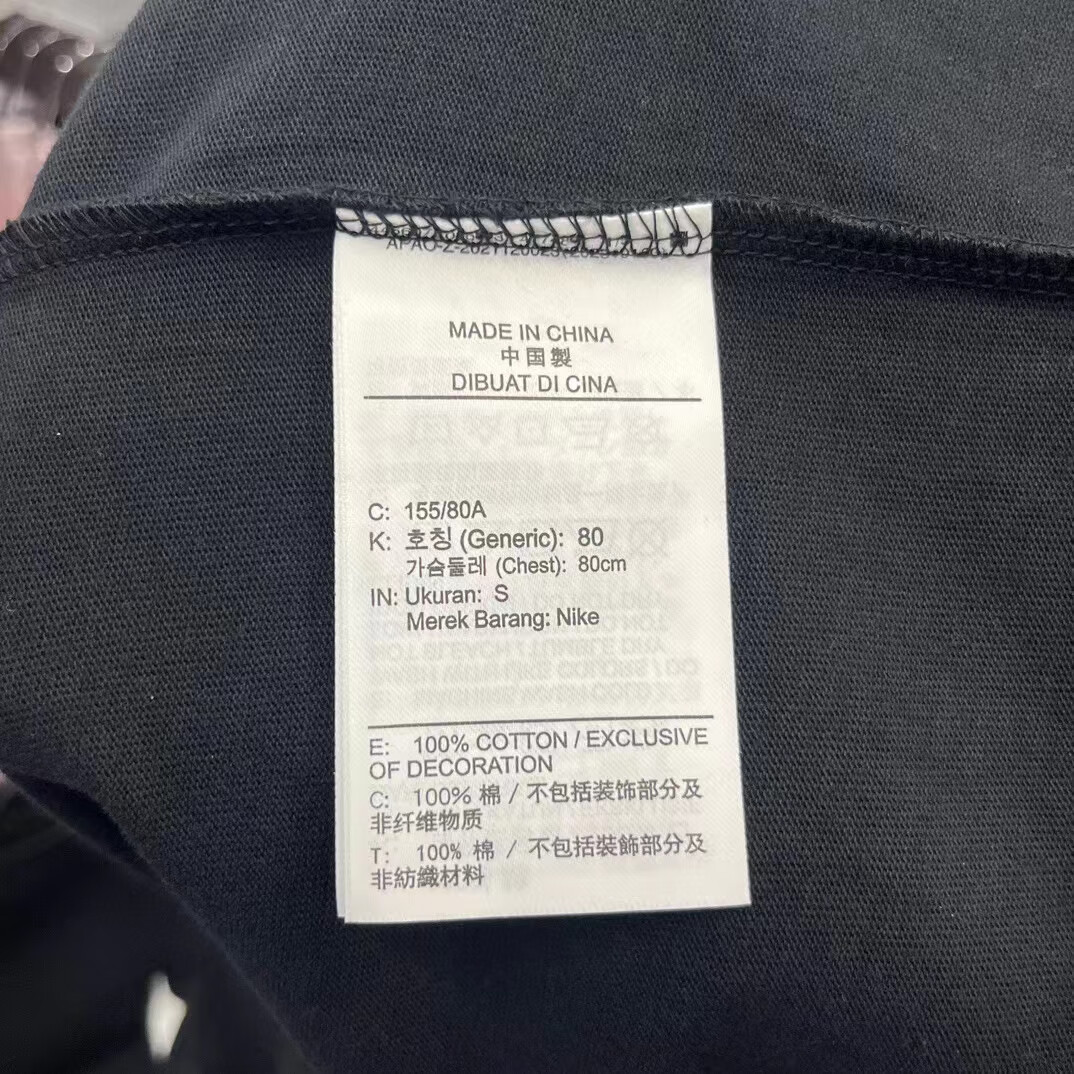 MADE IN CHINA
中国製
DIBUAT DI CINA
C: 155/80A
K: 호칭 (Generic): 80
가슴둘레 (Chest): 80cm
IN: Ukuran: S
Merek Barang: Nike
E: 100% COTTON / EXCLUSIVE
OF DECORATION
C: 100% 棉 / 不包括装饰部分及
非纤维物质
T: 100% 棉 / 不包括裝飾部分及
非紡織材料